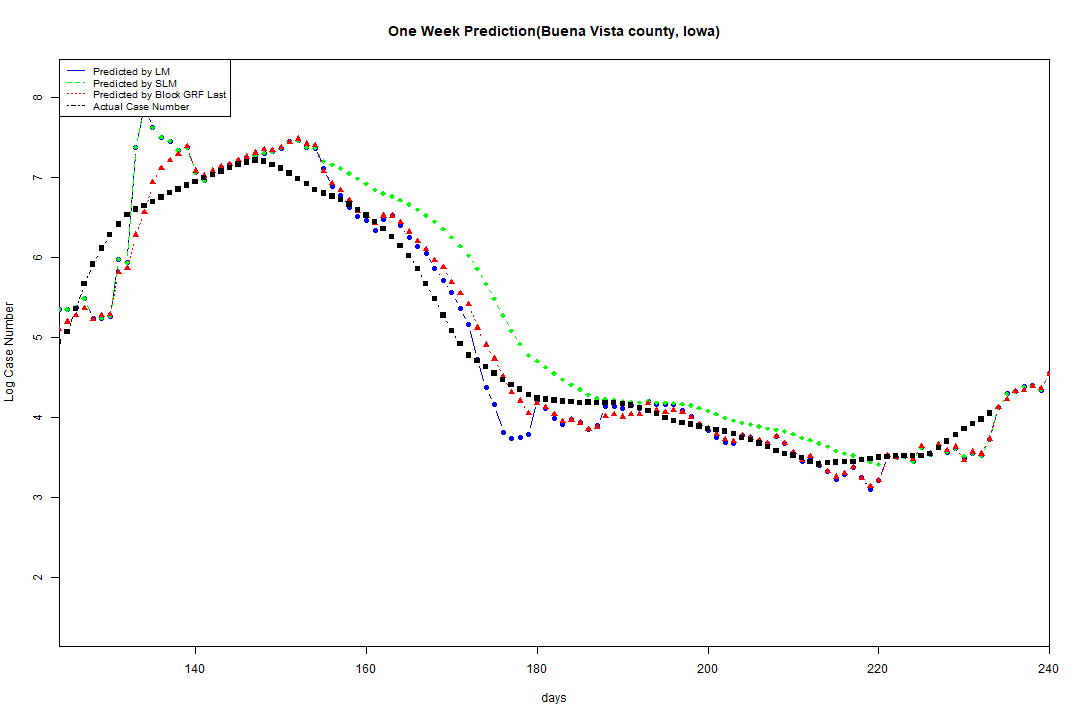 One Week Prediction(Buena Vista county, Iowa)
Predicted by LM
Predicted by SLM
Predicted by Block GRF Last
Actual Case Number
8
7
6
5
4
3
2
Log Case Number
140 160 180 200 220 240
days